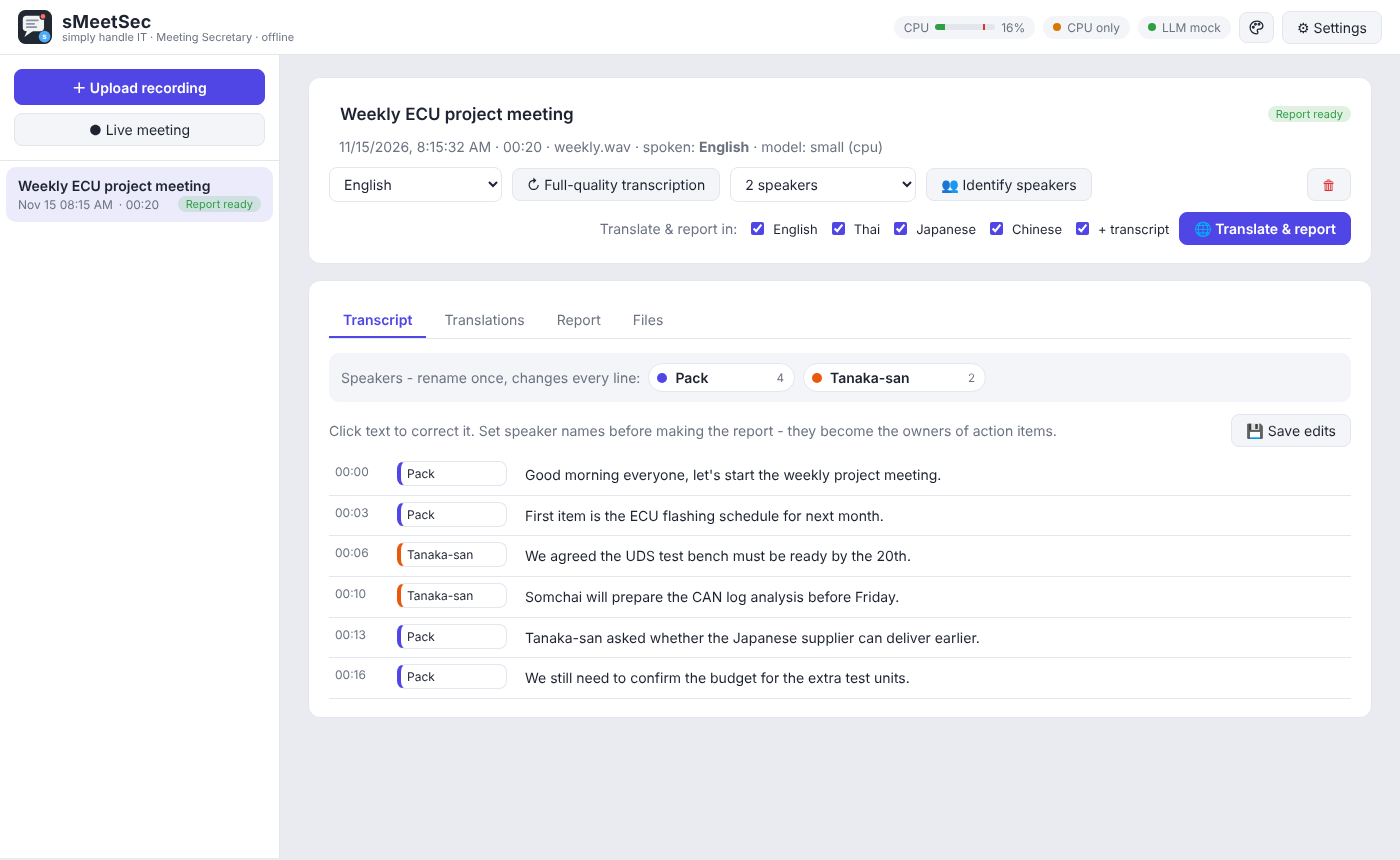 sMeetSec
simply handle IT · Meeting Secretary · offline
CPU 16%
CPU only
LLM mock
⚙ Settings
+ Upload recording
● Live meeting
Weekly ECU project meeting
Nov 15 08:15 AM · 00:20 Report ready
Weekly ECU project meeting
Report ready
11/15/2026, 8:15:32 AM · 00:20 · weekly.wav · spoken: English · model: small (cpu)
English
↻ Full-quality transcription
2 speakers
👥 Identify speakers
🗑
Translate & report in: English Thai Japanese Chinese + transcript
🌐 Translate & report
Transcript Translations Report Files
Speakers - rename once, changes every line: Pack 4 Tanaka-san 2
Click text to correct it. Set speaker names before making the report - they become the owners of action items.
💾 Save edits
00:00 Pack Good morning everyone, let's start the weekly project meeting.
00:03 Pack First item is the ECU flashing schedule for next month.
00:06 Tanaka-san We agreed the UDS test bench must be ready by the 20th.
00:10 Tanaka-san Somchai will prepare the CAN log analysis before Friday.
00:13 Pack Tanaka-san asked whether the Japanese supplier can deliver earlier.
00:16 Pack We still need to confirm the budget for the extra test units.